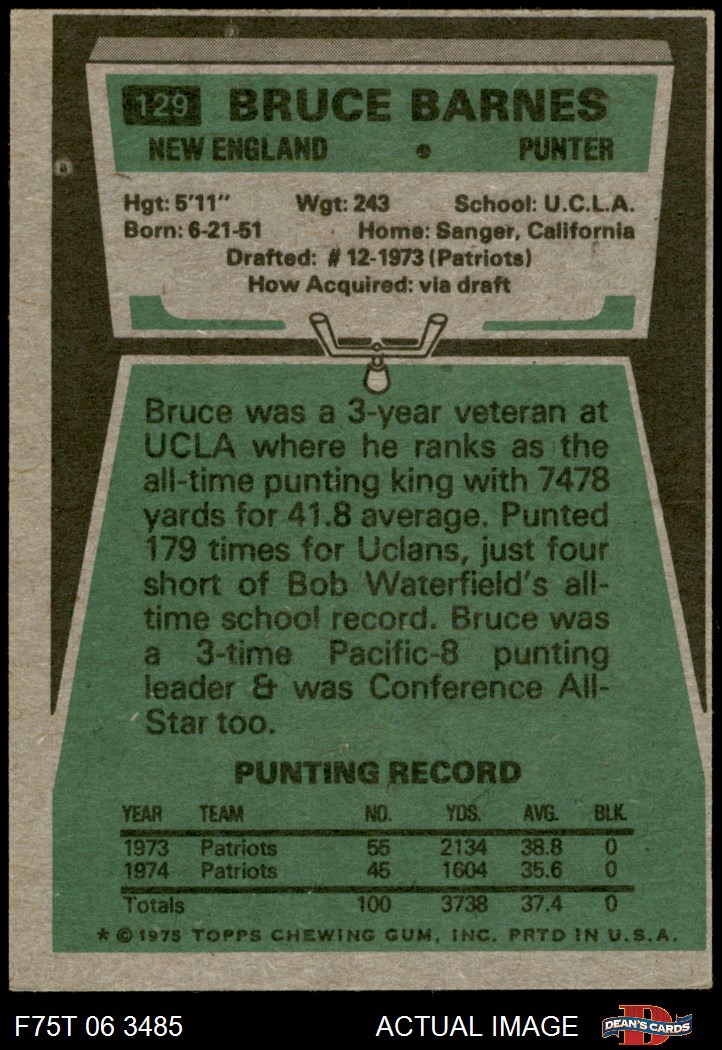 129 BRUCE BARNES
NEW ENGLAND • PUNTER
Hgt: 5'11" Wgt: 243 School: U.C.L.A.
Born: 6-21-51 Home: Sanger, California
Drafted: #12-1973 (Patriots)
How Acquired: via draft
Bruce was a 3-year veteran at
UCLA where he ranks as the
all-time punting king with 7478
yards for 41.8 average. Punted
179 times for Uclans, just four
short of Bob Waterfield's all-
time school record. Bruce was
a 3-time Pacific-8 punting
leader & was Conference All-
Star too.
PUNTING RECORD
YEAR TEAM NO. YDS. AVG. BLK.
1973 Patriots 55 2134 38.8 0
1974 Patriots 45 1604 35.6 0
Totals 100 3738 37.4 0
* © 1975 TOPPS CHEWING GUM, INC. PRTD IN U.S.A.
F75T 06 3485 ACTUAL IMAGE D DEAN'S CARDS